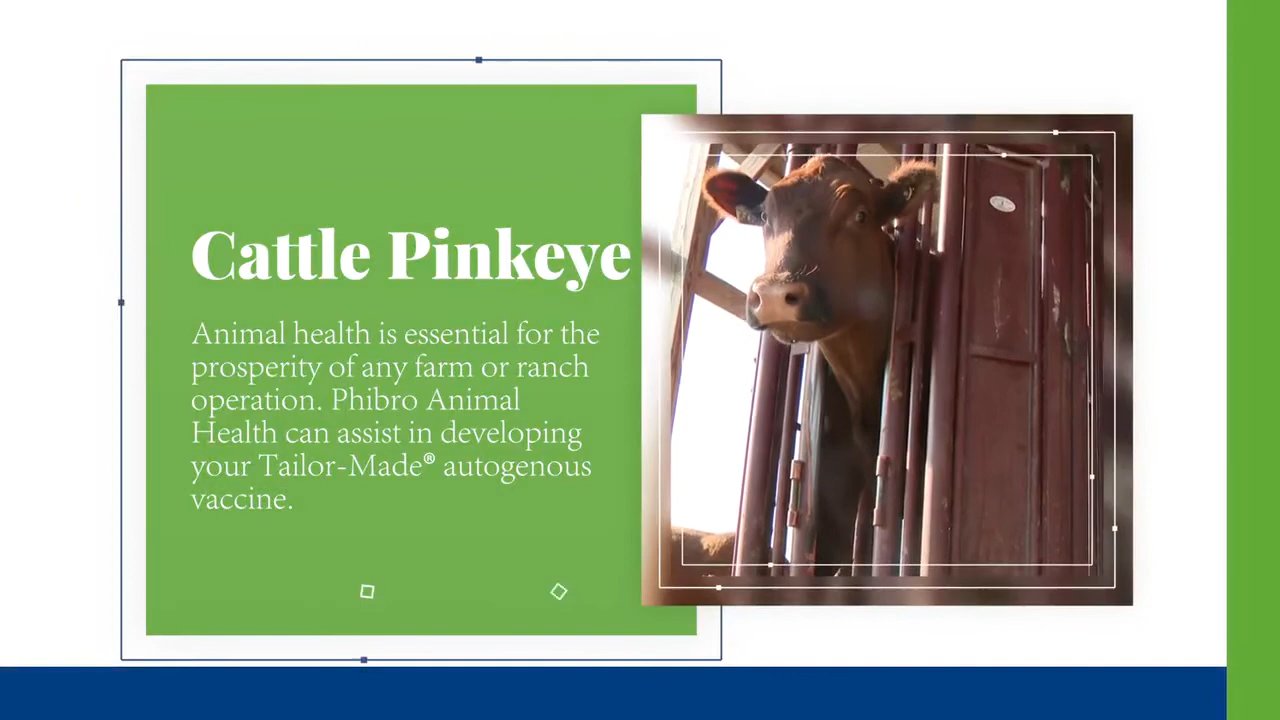 Cattle Pinkeye
Animal health is essential for the
prosperity of any farm or ranch
operation. Phibro Animal
Health can assist in developing
your Tailor-Made® autogenous
vaccine.